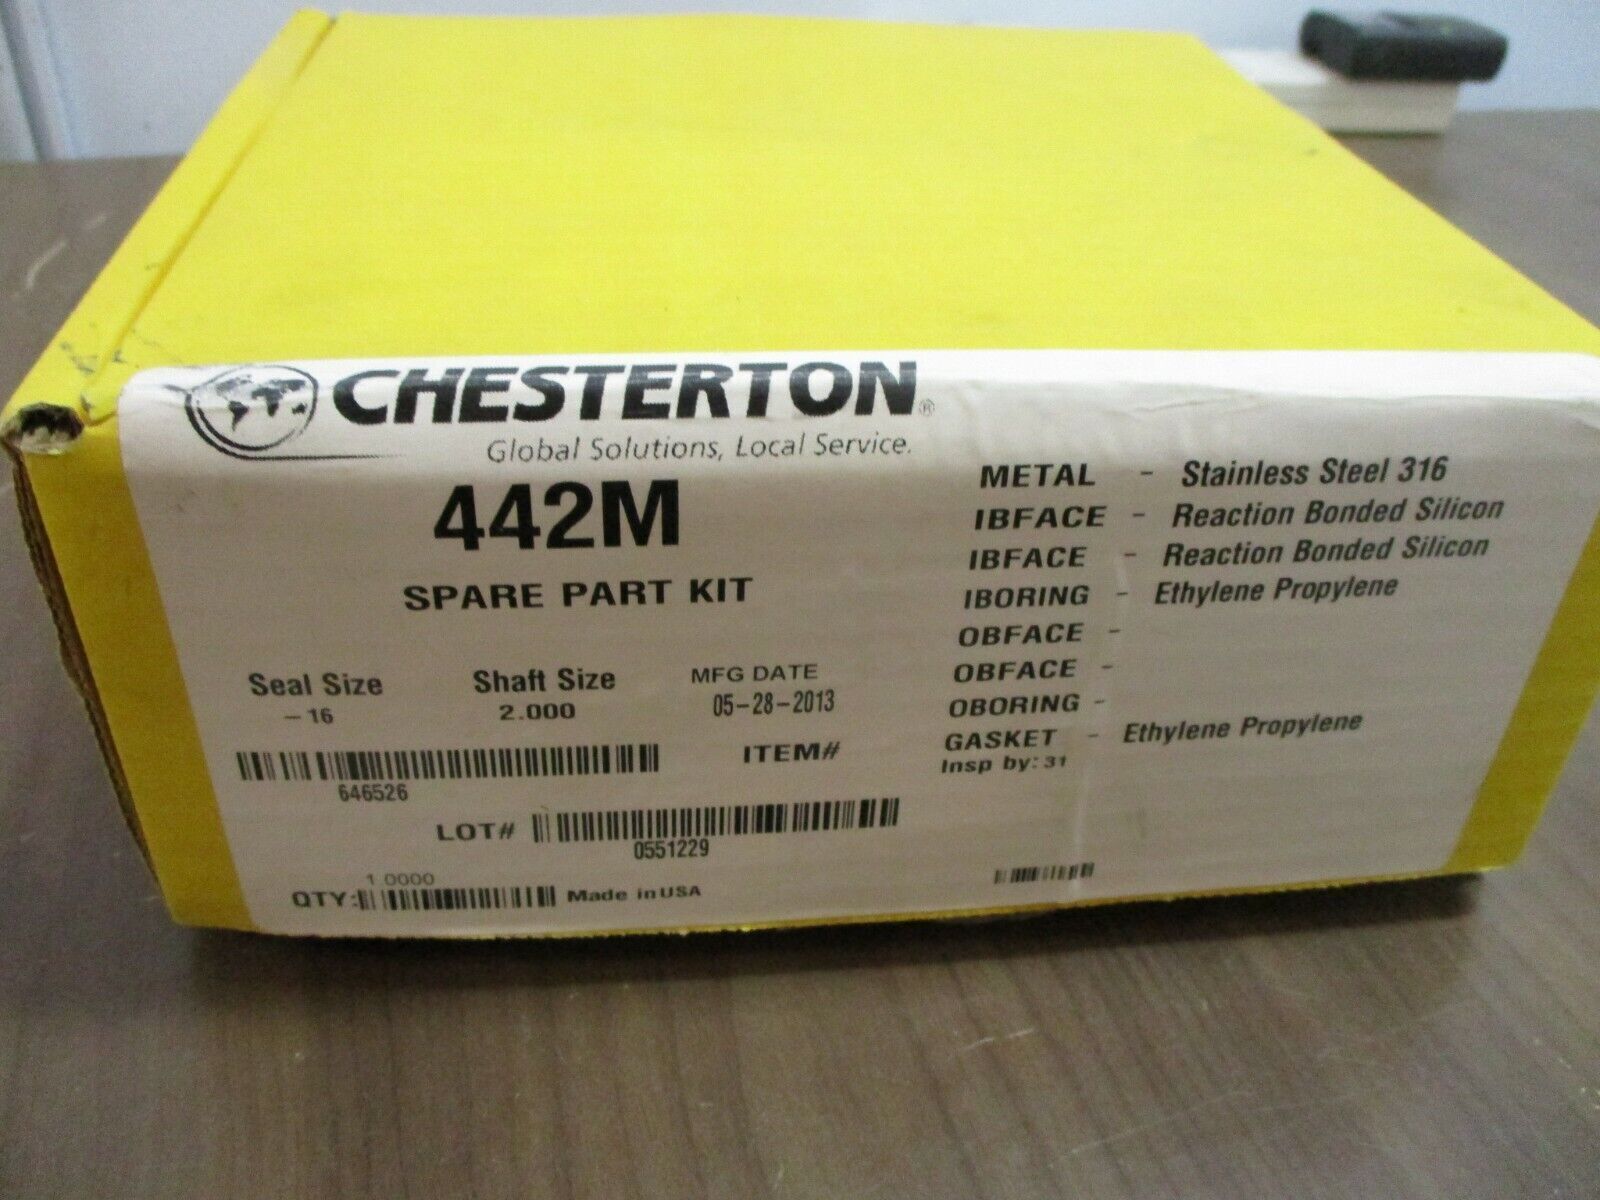 CHESTERTON®
Global Solutions, Local Service.
442M
SPARE PART KIT
Seal Size
-16
Shaft Size
2.000
MFG DATE
05-28-2013
ITEM#
646526
LOT#
0551229
1.0000
QTY:
Made in USA
METAL - Stainless Steel 316
IBFACE - Reaction Bonded Silicon
IBFACE - Reaction Bonded Silicon
IBORING - Ethylene Propylene
OBFACE -
OBFACE -
OBORING -
GASKET - Ethylene Propylene
Insp by: 31